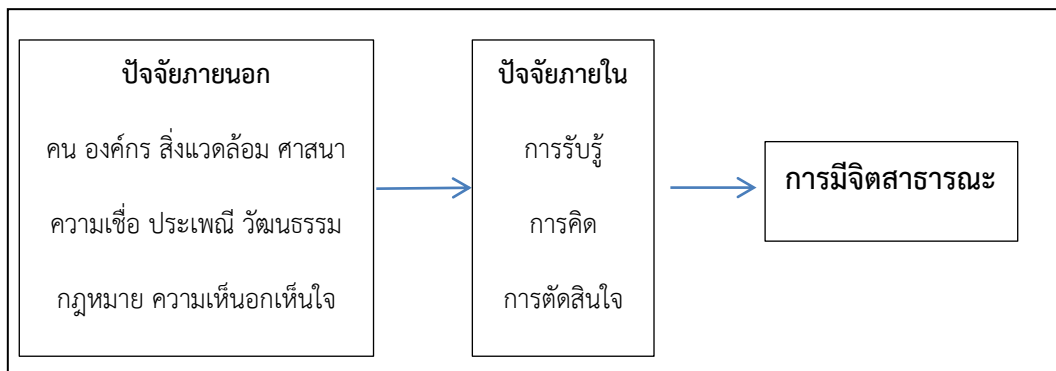 ปัจจัยภายนอก
คน องค์กร สิ่งแวดล้อม ศาสนา
ความเชื่อ ประเพณี วัฒนธรรม
กฎหมาย ความเห็นอกเห็นใจ
ปัจจัยภายใน
การรับรู้
การคิด
การตัดสินใจ
การมีจิตสาธารณะ